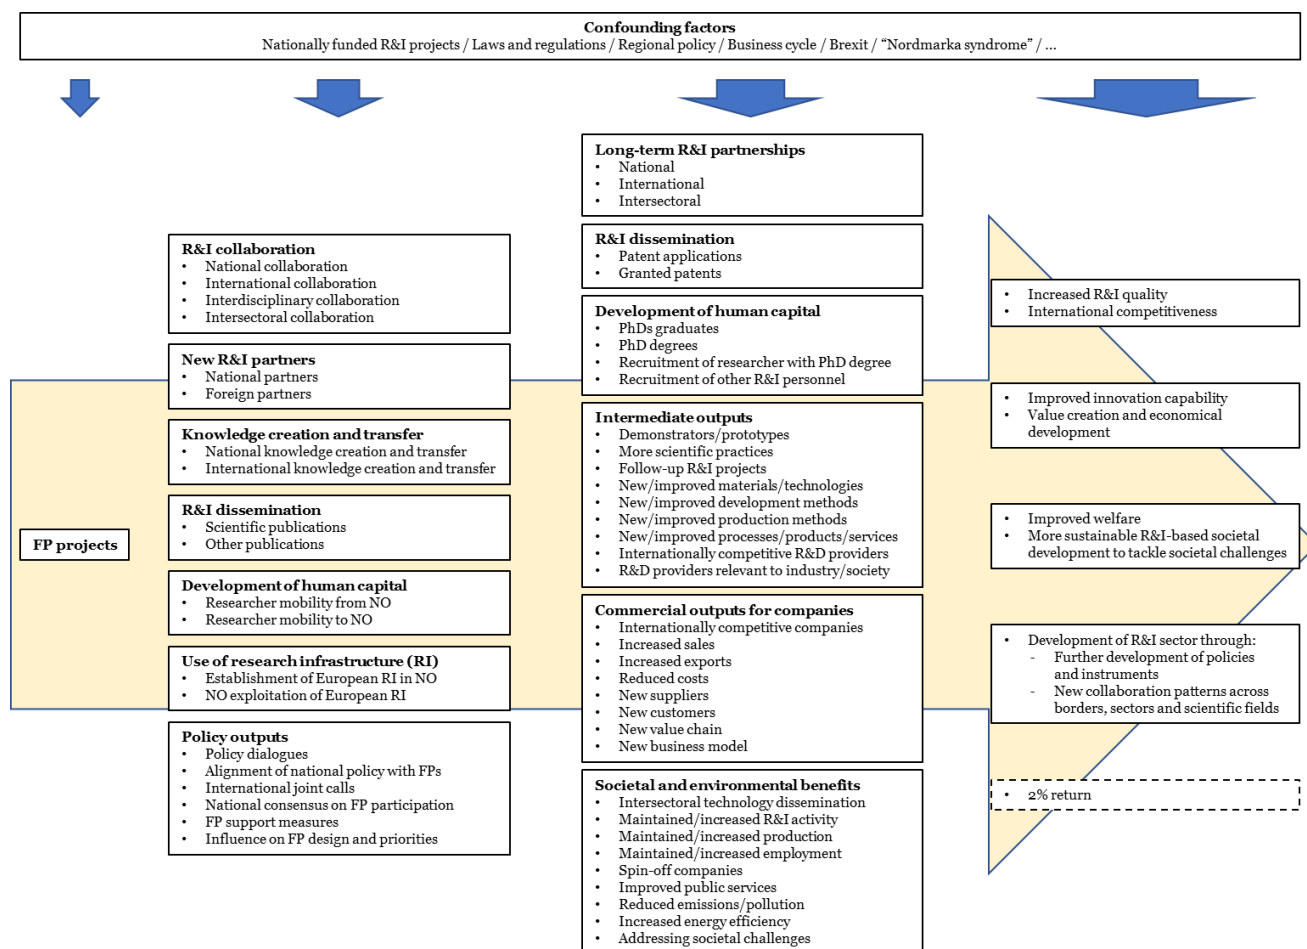 Confounding factors
Nationally funded R&I projects / Laws and regulations / Regional policy / Business cycle / Brexit / “Nordmarka syndrome” / ...
FP projects
R&I collaboration
• National collaboration
• International collaboration
• Interdisciplinary collaboration
• Intersectoral collaboration
New R&I partners
• National partners
• Foreign partners
Knowledge creation and transfer
• National knowledge creation and transfer
• International knowledge creation and transfer
R&I dissemination
• Scientific publications
• Other publications
Development of human capital
• Researcher mobility from NO
• Researcher mobility to NO
Use of research infrastructure (RI)
• Establishment of European RI in NO
• NO exploitation of European RI
Policy outputs
• Policy dialogues
• Alignment of national policy with FPs
• International joint calls
• National consensus on FP participation
• FP support measures
• Influence on FP design and priorities
Long-term R&I partnerships
• National
• International
• Intersectoral
R&I dissemination
• Patent applications
• Granted patents
Development of human capital
• PhDs graduates
• PhD degrees
• Recruitment of researcher with PhD degree
• Recruitment of other R&I personnel
Intermediate outputs
• Demonstrators/prototypes
• More scientific practices
• Follow-up R&I projects
• New/improved materials/technologies
• New/improved development methods
• New/improved production methods
• New/improved processes/products/services
• Internationally competitive R&D providers
• R&D providers relevant to industry/society
Commercial outputs for companies
• Internationally competitive companies
• Increased sales
• Increased exports
• Reduced costs
• New suppliers
• New customers
• New value chain
• New business model
Societal and environmental benefits
• Intersectoral technology dissemination
• Maintained/increased R&I activity
• Maintained/increased production
• Maintained/increased employment
• Spin-off companies
• Improved public services
• Reduced emissions/pollution
• Increased energy efficiency
• Addressing societal challenges
• Increased R&I quality
• International competitiveness
• Improved innovation capability
• Value creation and economical
development
• Improved welfare
• More sustainable R&I-based societal
development to tackle societal challenges
• Development of R&I sector through:
- Further development of policies
and instruments
- New collaboration patterns across
borders, sectors and scientific fields
• 2% return